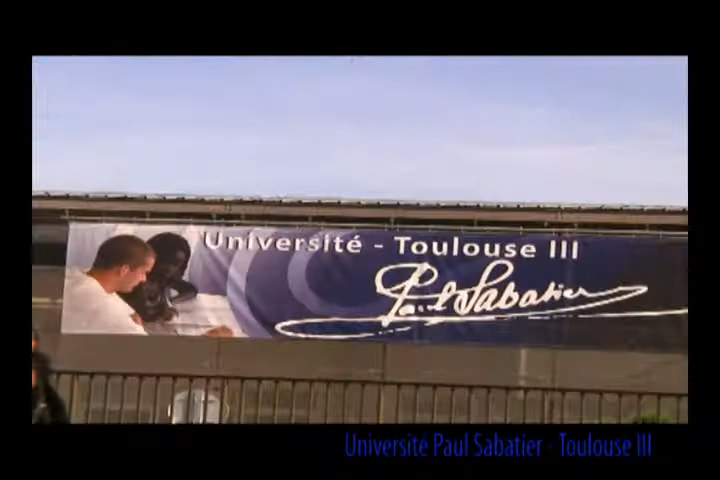 Université - Toulouse III
Paul Sabatier
Université Paul Sabatier - Toulouse III